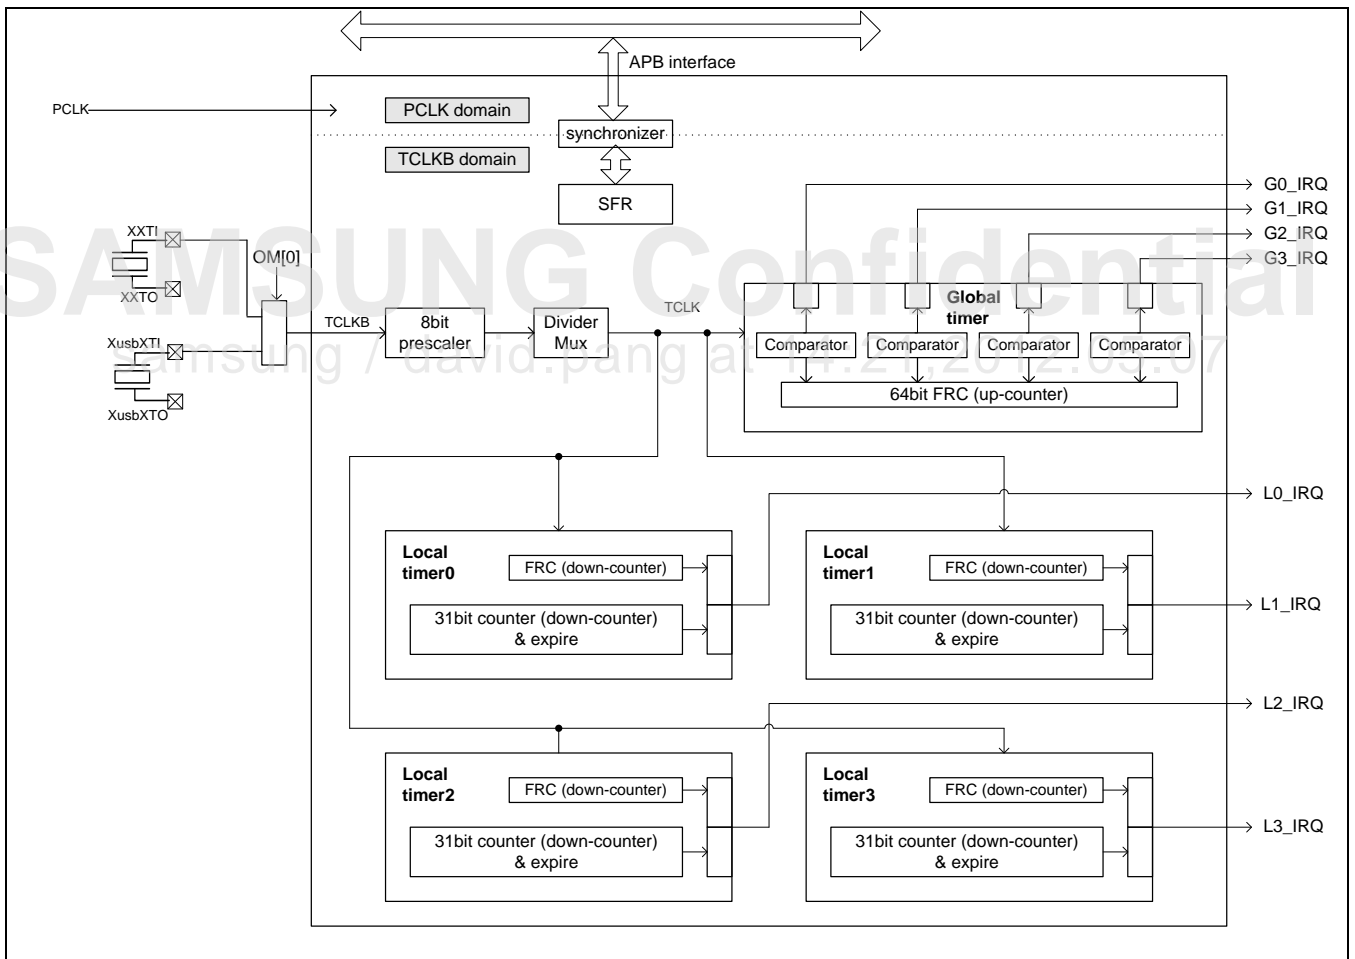 APB interface
PCLK
PCLK domain
synchronizer
TCLKB domain
SFR
G0_IRQ
G1_IRQ
G2_IRQ
G3_IRQ
SAMSUNG Confidential
samsung / david.pang at 14:21,2012.05.07
XXTI
XXTO
OM[0]
XusbXTI
XusbXTO
TCLKB
8bit
prescaler
Divider
Mux
TCLK
Global
timer
Comparator
Comparator
Comparator
Comparator
64bit FRC (up-counter)
L0_IRQ
Local
timer0
FRC (down-counter)
31bit counter (down-counter)
& expire
Local
timer1
FRC (down-counter)
31bit counter (down-counter)
& expire
L1_IRQ
L2_IRQ
Local
timer2
FRC (down-counter)
31bit counter (down-counter)
& expire
Local
timer3
FRC (down-counter)
31bit counter (down-counter)
& expire
L3_IRQ